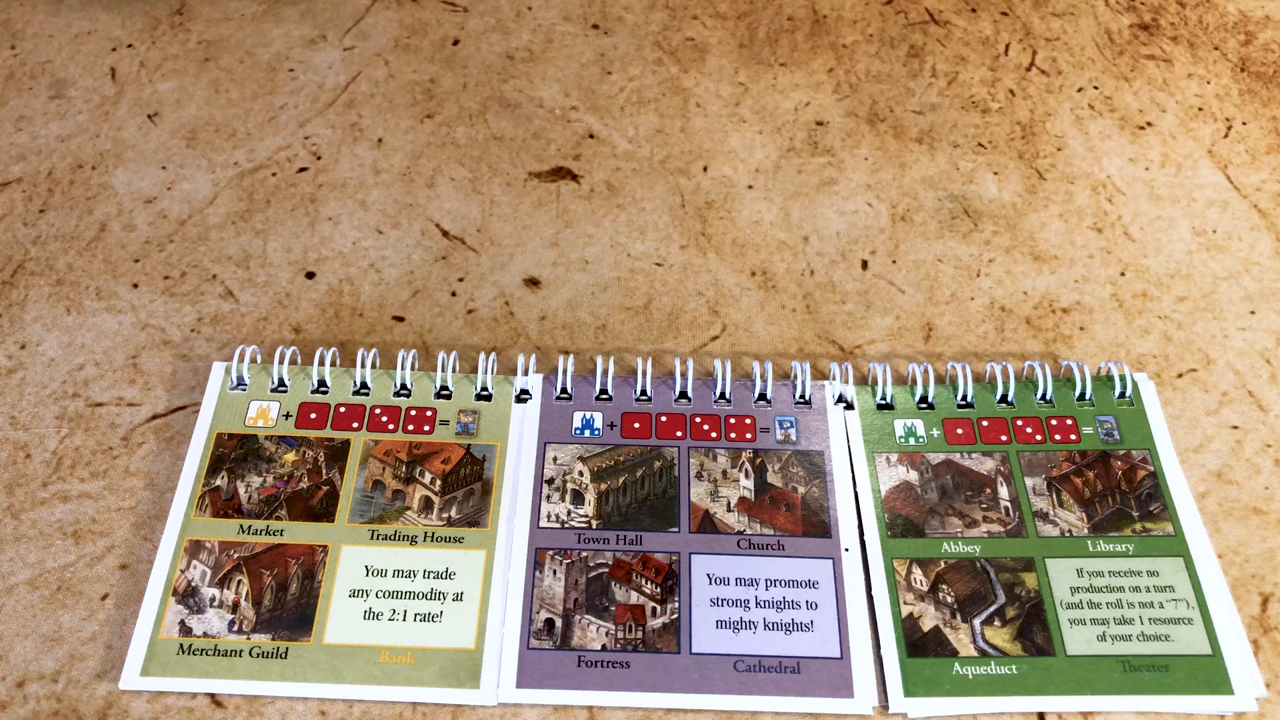 + =
Market
Trading House
Merchant Guild
You may trade
any commodity at
the 2:1 rate!
Bank
+ =
Town Hall
Church
Fortress
You may promote
strong knights to
mighty knights!
Cathedral
+ =
Abbey
Library
Aqueduct
If you receive no
production on a turn
(and the roll is not a “7”),
you may take 1 resource
of your choice.
Theater